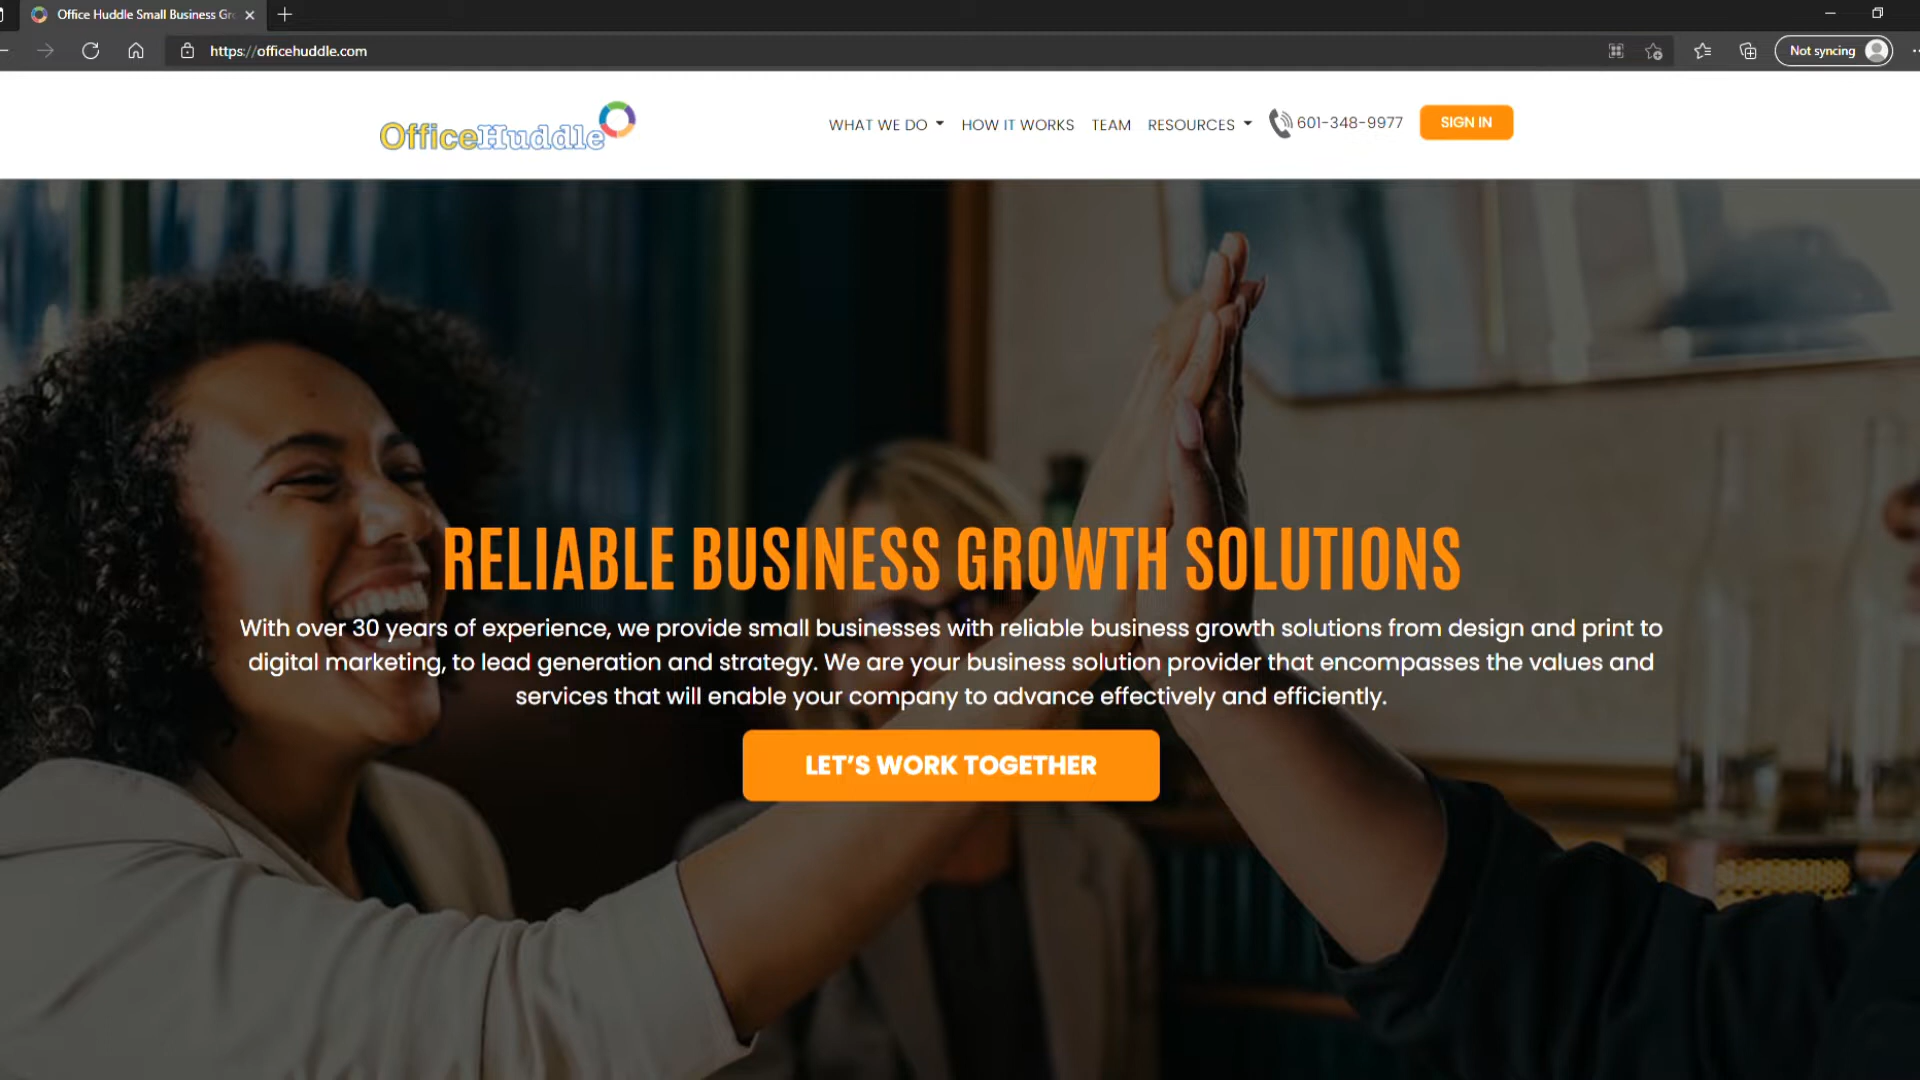 Office Huddle Small Business Gr
https://officehuddle.com
Not syncing
OfficeHuddle
WHAT WE DO HOW IT WORKS TEAM RESOURCES 601-348-9977 SIGN IN
RELIABLE BUSINESS GROWTH SOLUTIONS
With over 30 years of experience, we provide small businesses with reliable business growth solutions from design and print to
digital marketing, to lead generation and strategy. We are your business solution provider that encompasses the values and
services that will enable your company to advance effectively and efficiently.
LET’S WORK TOGETHER